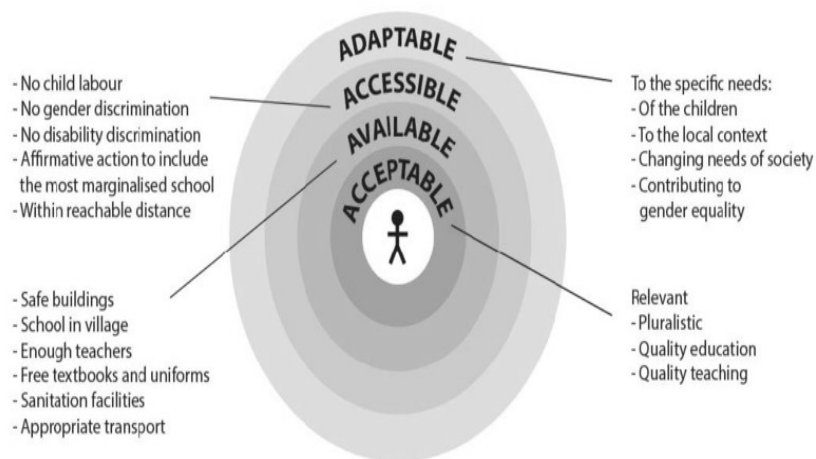 ADAPTABLE
ACCESSIBLE
AVAILABLE
ACCEPTABLE
- No child labour
- No gender discrimination
- No disability discrimination
- Affirmative action to include
the most marginalised school
- Within reachable distance
- Safe buildings
- School in village
- Enough teachers
- Free textbooks and uniforms
- Sanitation facilities
- Appropriate transport
To the specific needs:
- Of the children
- To the local context
- Changing needs of society
- Contributing to
gender equality
Relevant
- Pluralistic
- Quality education
- Quality teaching